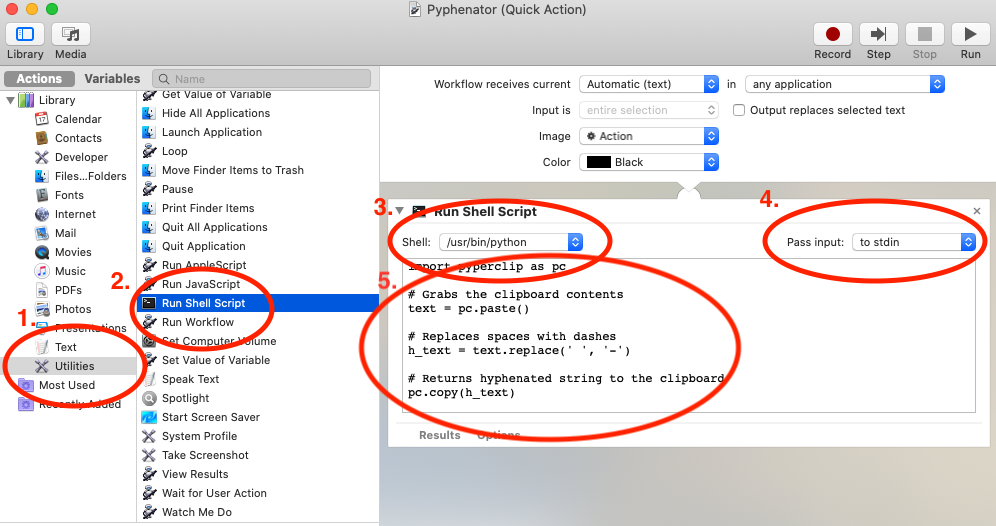 Pyphenator (Quick Action)
Library
Media
Record
Step
Stop
Run
Actions
Variables
Name
Library
Calendar
Contacts
Developer
Files...Folders
Fonts
Internet
Mail
Movies
Music
PDFs
Photos
Presentations
Text
Utilities
Most Used
Recently Added
1.
Get Value of Variable
Hide All Applications
Launch Application
Loop
Move Finder Items to Trash
Pause
Print Finder Items
Quit All Applications
Quit Application
Run AppleScript
Run JavaScript
2.
Run Shell Script
Run Workflow
Set Computer Volume
Set Value of Variable
Speak Text
Spotlight
Start Screen Saver
System Profile
Take Screenshot
View Results
Wait for User Action
Watch Me Do
Workflow receives current Automatic (text) in any application
Input is entire selection Output replaces selected text
Image Action
Color Black
3.
Run Shell Script
4.
Shell: /usr/bin/python
Pass input: to stdin
5.
import pyperclip as pc
# Grabs the clipboard contents
text = pc.paste()
# Replaces spaces with dashes
h_text = text.replace(' ', '-')
# Returns hyphenated string to the clipboard
pc.copy(h_text)
Results Options